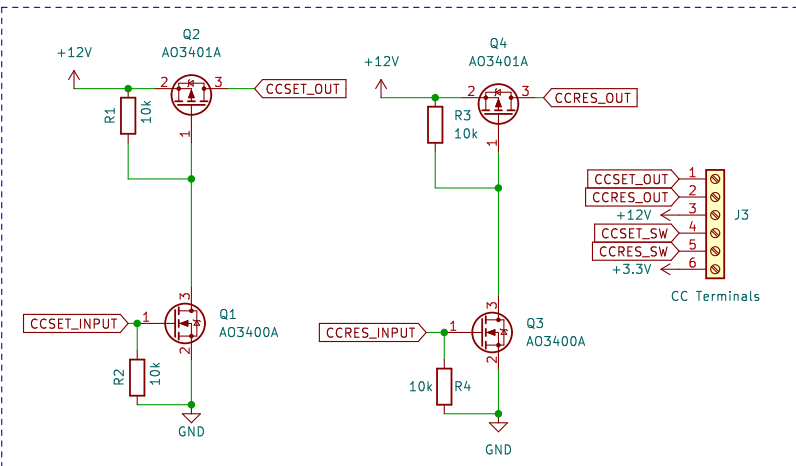 Q2
AO3401A
+12V
2
3
CCSET_OUT
R1
10k
1
Q4
AO3401A
+12V
2
3
CCRES_OUT
R3
10k
1
CCSET_OUT
1
CCRES_OUT
2
+12V
3
J3
CCSET_SW
4
CCRES_SW
5
+3.3V
6
CC Terminals
3
CCSET_INPUT
1
Q1
AO3400A
2
R2
10k
GND
3
CCRES_INPUT
1
Q3
AO3400A
2
10k
R4
GND